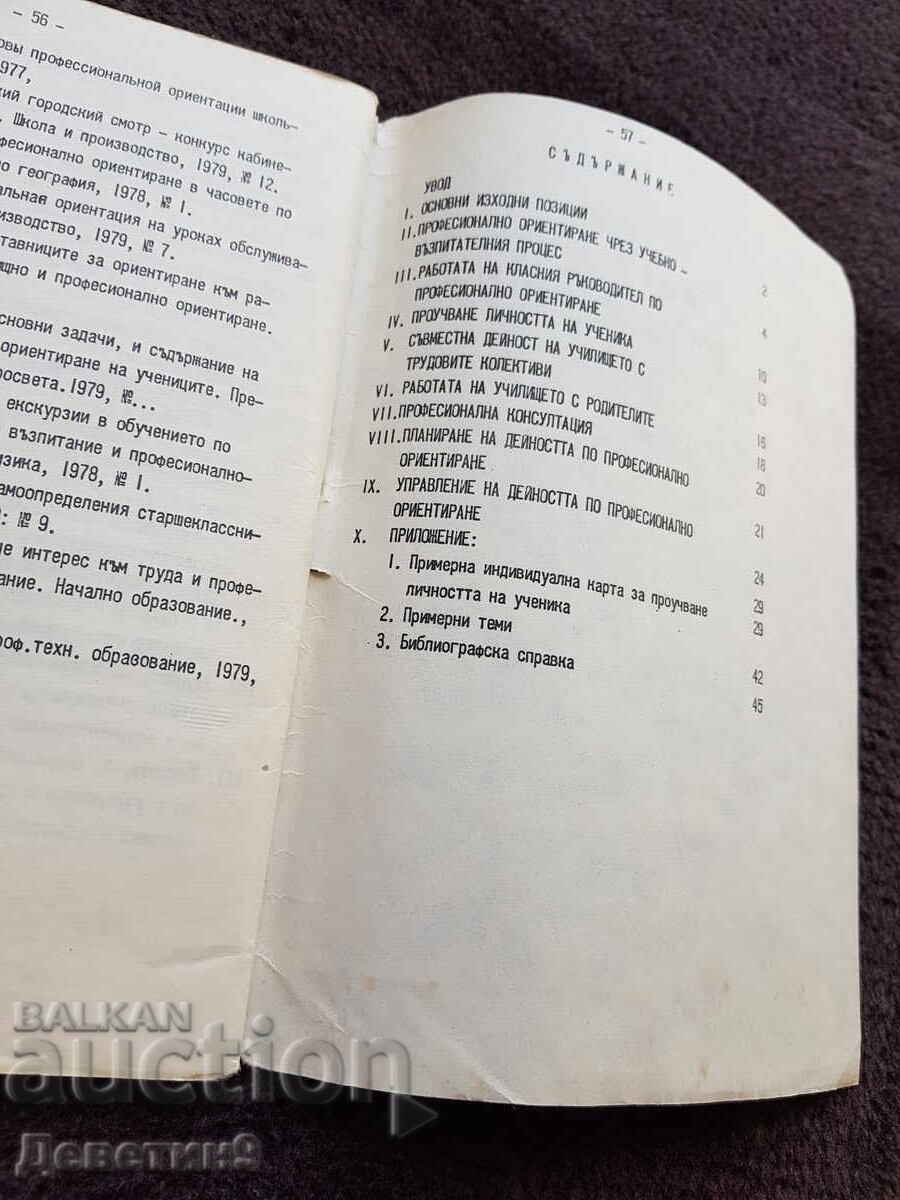 - 56 -
овы профессиональной ориентации школь-
977,
кий городский смотр – конкурс кабине-
. Школа и производство, 1979, № 12.
офесионално ориентиране в часовете по
о география, 1978, № 1.
альная ориентация на уроках обслужива-
изводство, 1979, № 7.
ставниците за ориентиране към ра-
щно и професионално ориентиране.
сновни задачи, и съдържание на
ориентиране на учениците. Пре-
росвета.1979, №...
екскурзии в обучението по
възпитание и професионално-
изика, 1978, № 1.
амоопределения старшеклассни-
: № 9.
не интерес към труда и профе-
ание. Начално образование.,
роф.техн. образование, 1979,
- 57 -
СЪДЪРЖАНИЕ
УВОД
I. ОСНОВНИ ИЗХОДНИ ПОЗИЦИИ
II.ПРОФЕСИОНАЛНО ОРИЕНТИРАНЕ ЧРЕЗ УЧЕБНО -
ВЪЗПИТАТЕЛНИЯ ПРОЦЕС 2
III.РАБОТАТА НА КЛАСНИЯ РЪКОВОДИТЕЛ ПО
ПРОФЕСИОНАЛНО ОРИЕНТИРАНЕ 4
IV. ПРОУЧВАНЕ ЛИЧНОСТТА НА УЧЕНИКА
V. СЪВМЕСТНА ДЕЙНОСТ НА УЧИЛИЩЕТО С 10
ТРУДОВИТЕ КОЛЕКТИВИ 13
VI. РАБОТАТА НА УЧИЛИЩЕТО С РОДИТЕЛИТЕ
VII.ПРОФЕСИОНАЛНА КОНСУЛТАЦИЯ 16
VIII.ПЛАНИРАНЕ НА ДЕЙНОСТТА ПО ПРОФЕСИОНАЛНО 18
ОРИЕНТИРАНЕ 20
IX. УПРАВЛЕНИЕ НА ДЕЙНОСТТА ПО ПРОФЕСИОНАЛНО
ОРИЕНТИРАНЕ 21
X. ПРИЛОЖЕНИЕ:
1. Примерна индивидуална карта за проучване 24
личността на ученика 29
2. Примерни теми 29
3. Библиографска справка
42
45
BALKAN
auction
Деветин9